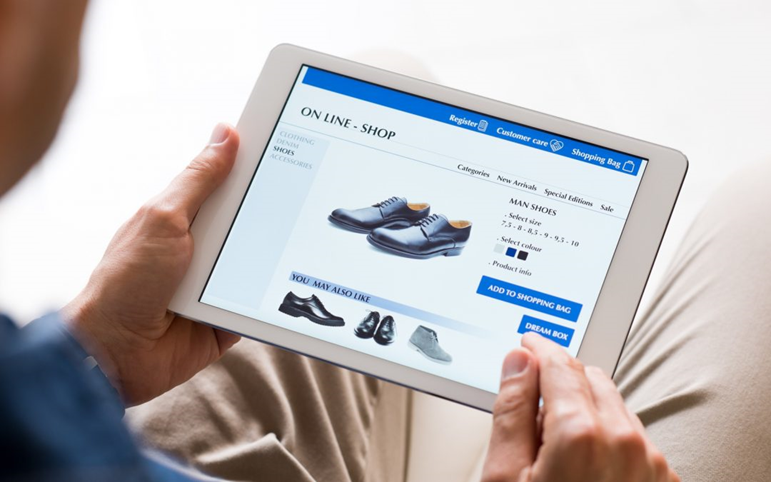 Register
Customer care
Shopping Bag
ON LINE - SHOP
Categories
New Arrivals
Special Editions
Sale
CLOTHING
DENIM
SHOES
ACCESSORIES
MAN SHOES
. Select size
7,5 - 8 - 8,5 - 9 - 9,5 - 10
. Select colour
. Product info
ADD TO SHOPPING BAG
DREAM BOX
YOU MAY ALSO LIKE